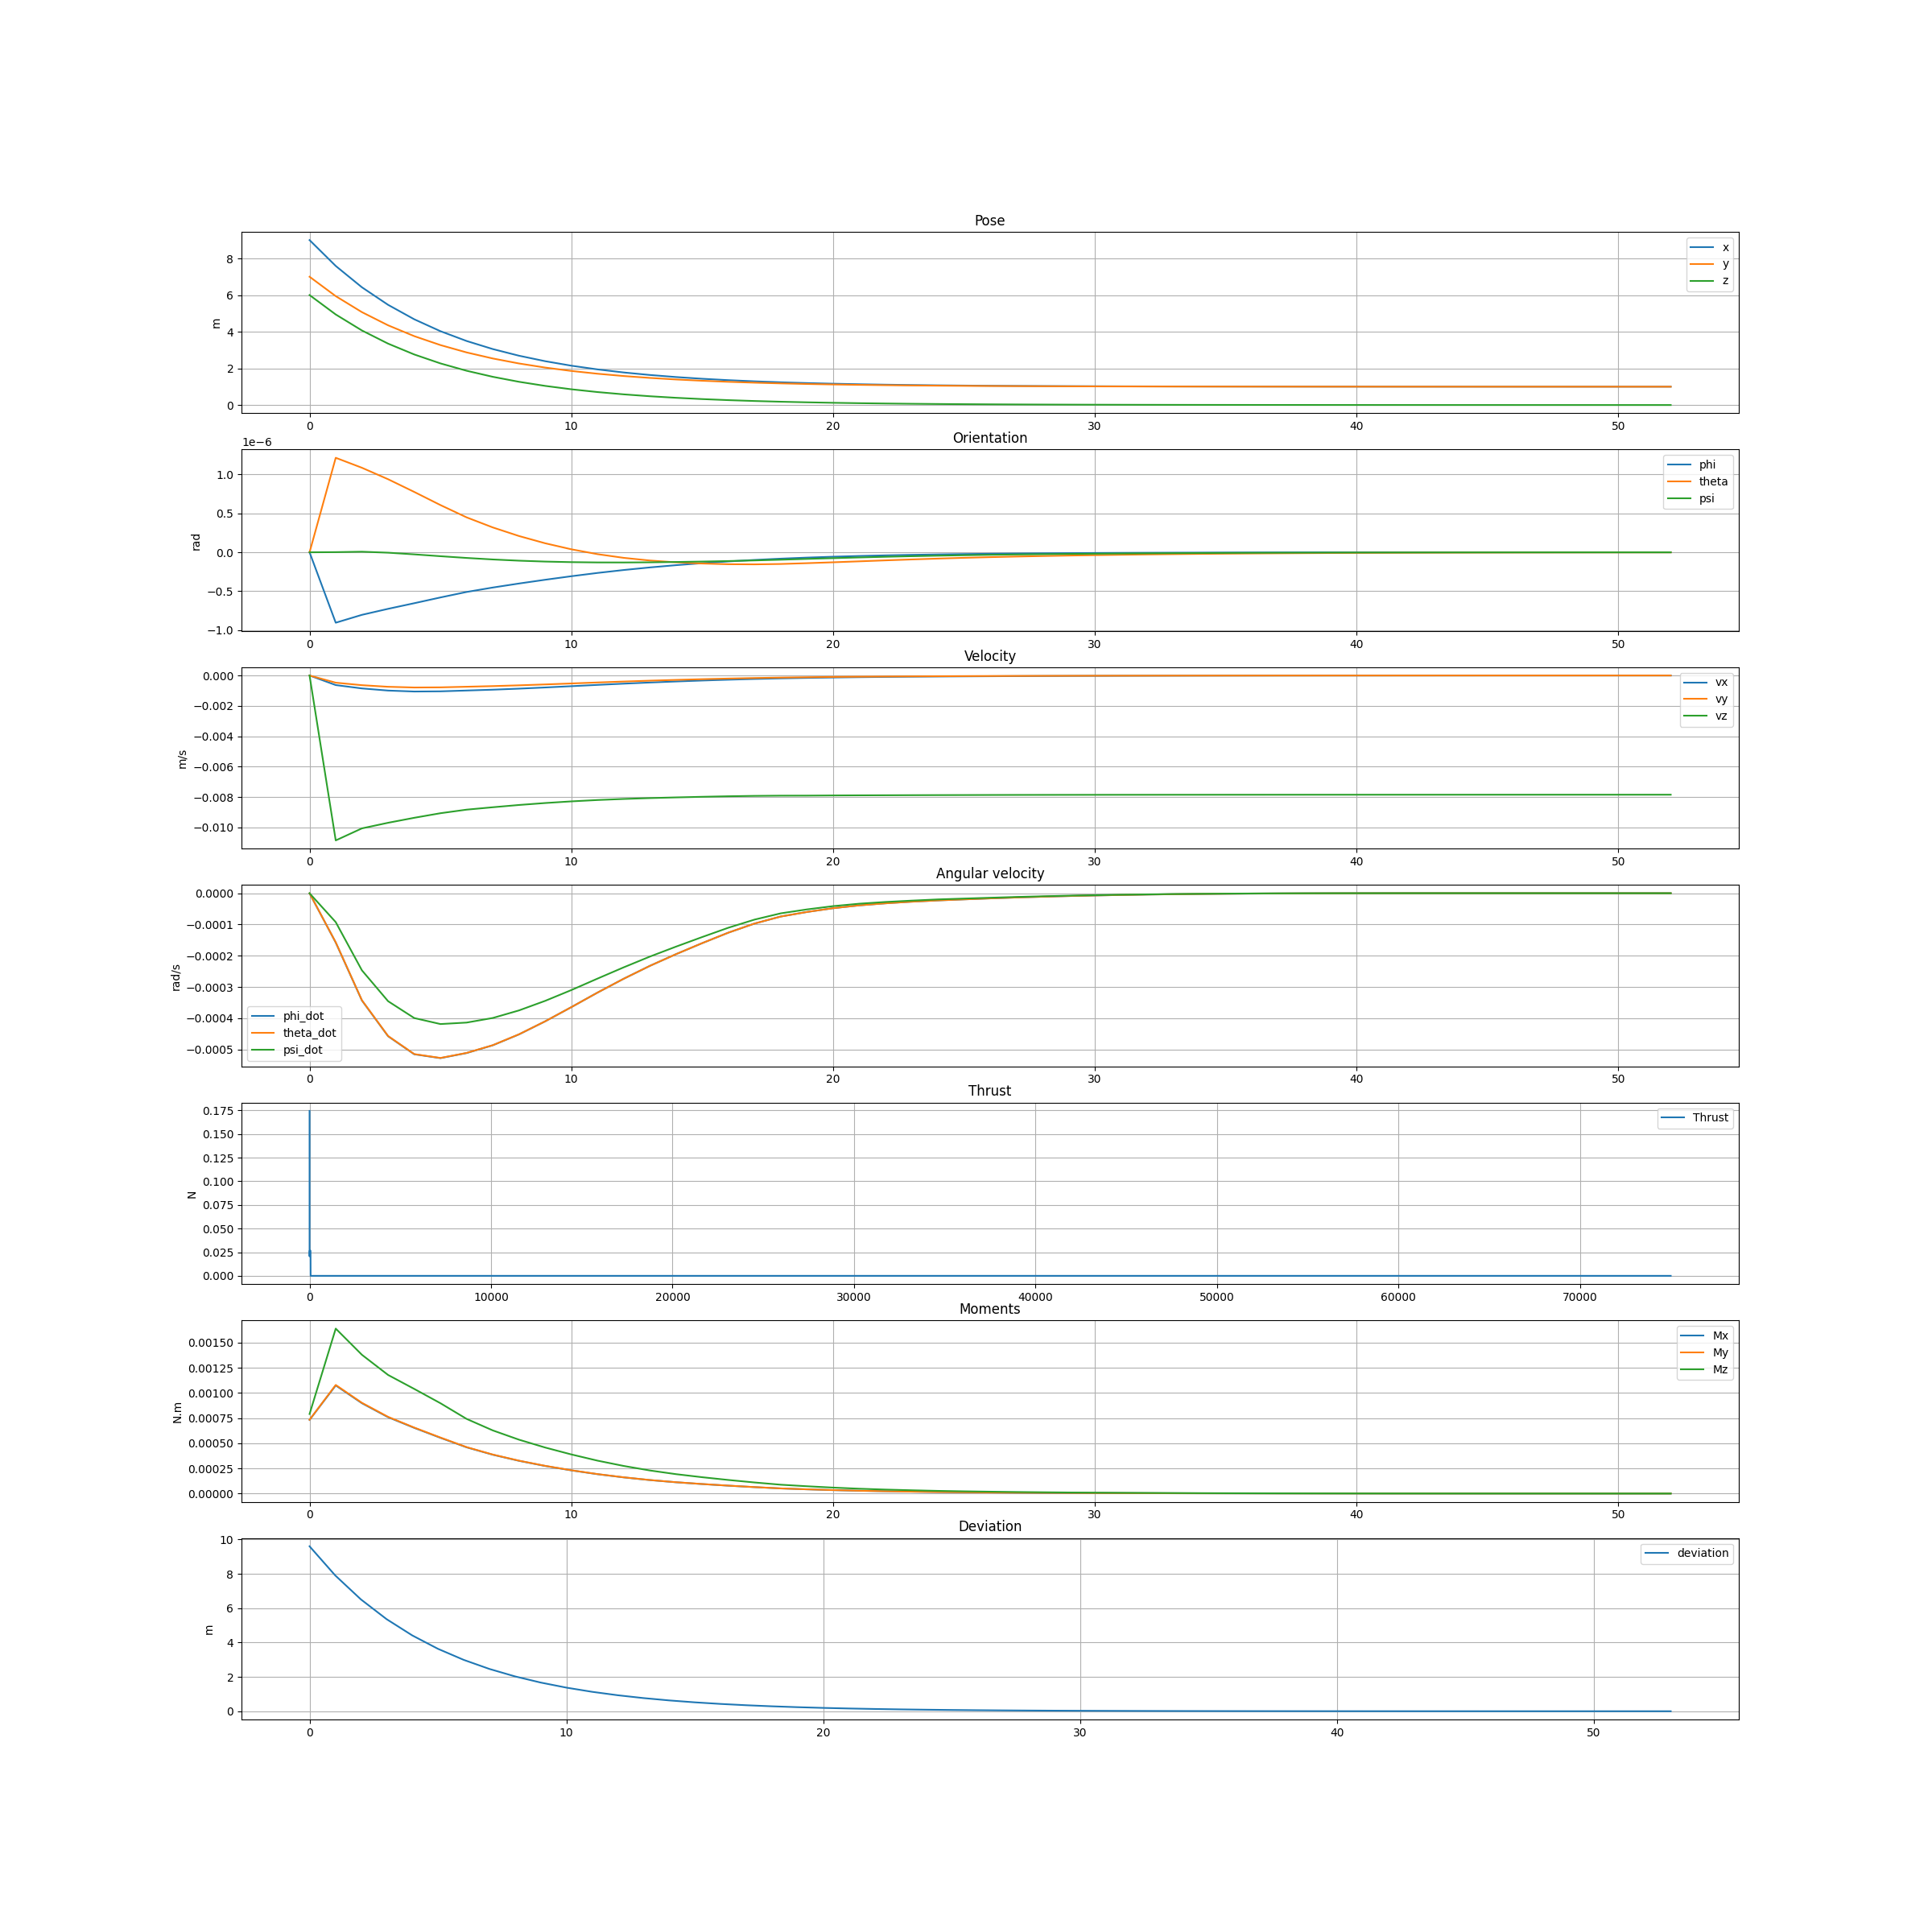 Pose
8
6
4
2
0
m
x
y
z
0 10 20 30 40 50
1e−6
Orientation
1.0
0.5
0.0
−0.5
−1.0
rad
phi
theta
psi
0 10 20 30 40 50
Velocity
0.000
−0.002
−0.004
−0.006
−0.008
−0.010
m/s
vx
vy
vz
0 10 20 30 40 50
Angular velocity
0.0000
−0.0001
−0.0002
−0.0003
−0.0004
−0.0005
rad/s
phi_dot
theta_dot
psi_dot
0 10 20 30 40 50
Thrust
0.175
0.150
0.125
0.100
0.075
0.050
0.025
0.000
N
Thrust
0 10000 20000 30000 40000 50000 60000 70000
Moments
0.00150
0.00125
0.00100
0.00075
0.00050
0.00025
0.00000
N.m
Mx
My
Mz
0 10 20 30 40 50
Deviation
10
8
6
4
2
0
m
deviation
0 10 20 30 40 50